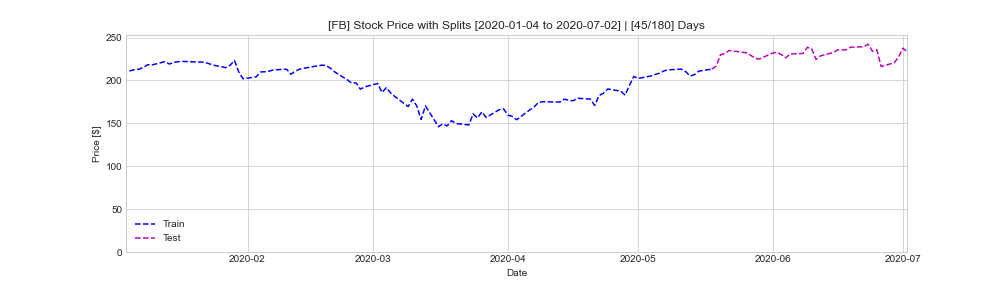 [FB] Stock Price with Splits [2020-01-04 to 2020-07-02] | [45/180] Days
Price [$]
250
200
150
100
50
0
Train
Test
2020-02 2020-03 2020-04 2020-05 2020-06 2020-07
Date